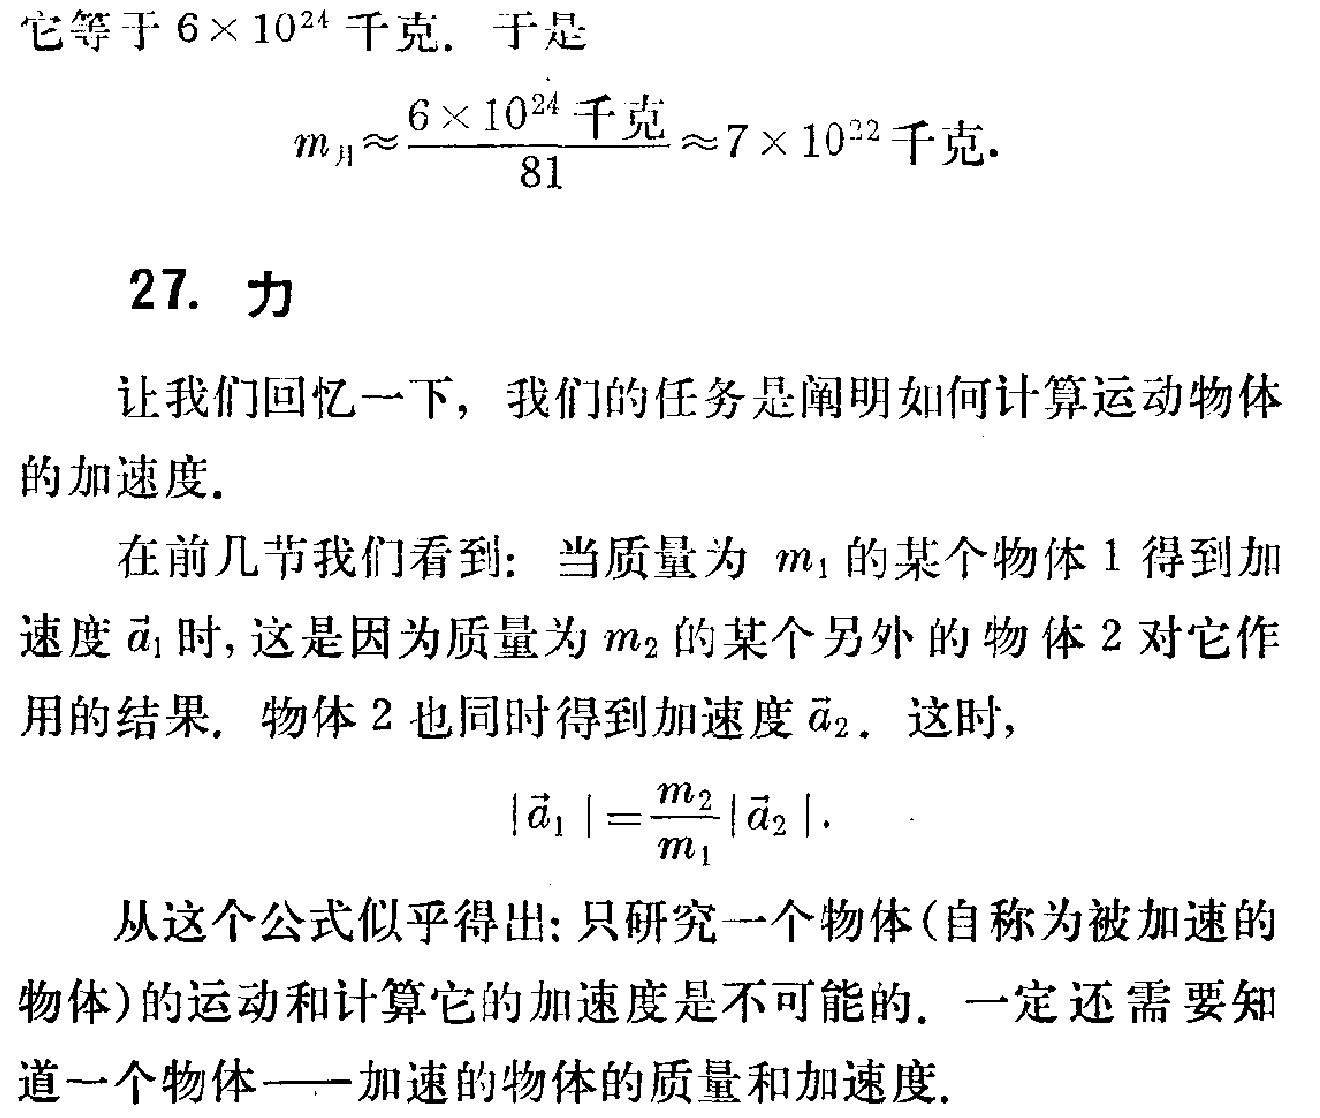 它等于 6×10²⁴ 千克. 于是
m月≈6×10²⁴ 千克/81≈7×10²² 千克.
27. 力
让我们回忆一下, 我们的任务是阐明如何计算运动物体
的加速度.
在前几节我们看到: 当质量为 m₁ 的某个物体 1 得到加
速度 a⃗₁ 时, 这是因为质量为 m₂ 的某个另外的物体 2 对它作
用的结果. 物体 2 也同时得到加速度 a⃗₂. 这时,
|a⃗₁|=m₂/m₁|a⃗₂|.
从这个公式似乎得出: 只研究一个物体(自称为被加速的
物体)的运动和计算它的加速度是不可能的. 一定还需要知
道一个物体——加速的物体的质量和加速度.